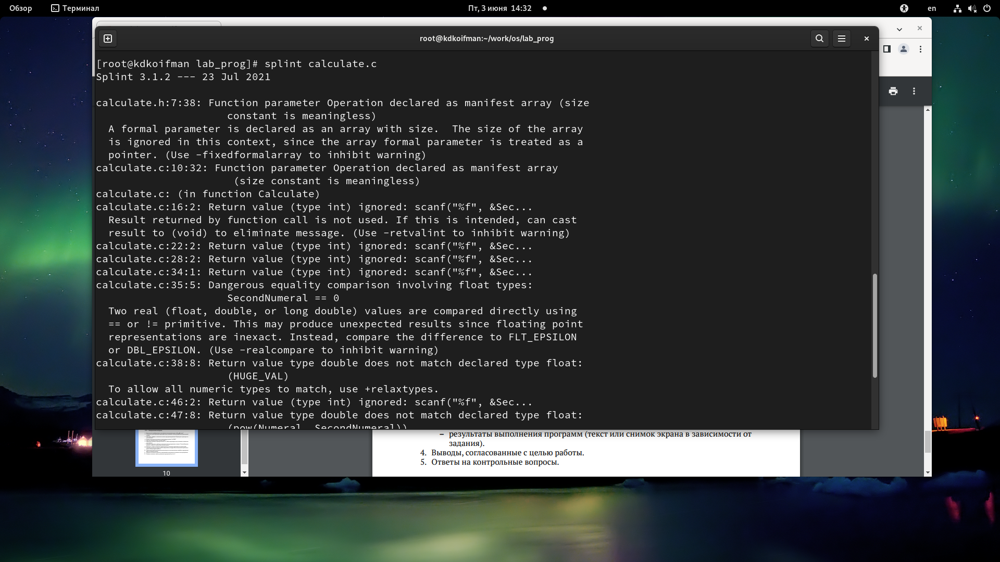 Обзор
Терминал
Пт, 3 июня 14:32
en
root@kdkoifman:~/work/os/lab_prog
[root@kdkoifman lab_prog]# splint calculate.c
Splint 3.1.2 --- 23 Jul 2021
calculate.h:7:38: Function parameter Operation declared as manifest array (size
constant is meaningless)
A formal parameter is declared as an array with size.  The size of the array
is ignored in this context, since the array formal parameter is treated as a
pointer. (Use -fixedformalarray to inhibit warning)
calculate.c:10:32: Function parameter Operation declared as manifest array
(size constant is meaningless)
calculate.c: (in function Calculate)
calculate.c:16:2: Return value (type int) ignored: scanf("%f", &Sec...
Result returned by function call is not used. If this is intended, can cast
result to (void) to eliminate message. (Use -retvalint to inhibit warning)
calculate.c:22:2: Return value (type int) ignored: scanf("%f", &Sec...
calculate.c:28:2: Return value (type int) ignored: scanf("%f", &Sec...
calculate.c:34:1: Return value (type int) ignored: scanf("%f", &Sec...
calculate.c:35:5: Dangerous equality comparison involving float types:
SecondNumeral == 0
Two real (float, double, or long double) values are compared directly using
== or != primitive. This may produce unexpected results since floating point
representations are inexact. Instead, compare the difference to FLT_EPSILON
or DBL_EPSILON. (Use -realcompare to inhibit warning)
calculate.c:38:8: Return value type double does not match declared type float:
(HUGE_VAL)
To allow all numeric types to match, use +relaxtypes.
calculate.c:46:2: Return value (type int) ignored: scanf("%f", &Sec...
calculate.c:47:8: Return value type double does not match declared type float:
(pow(Numeral, SecondNumeral))
– результаты выполнения программ (текст или снимок экрана в зависимости от
задания).
4. Выводы, согласованные с целью работы.
5. Ответы на контрольные вопросы.
10